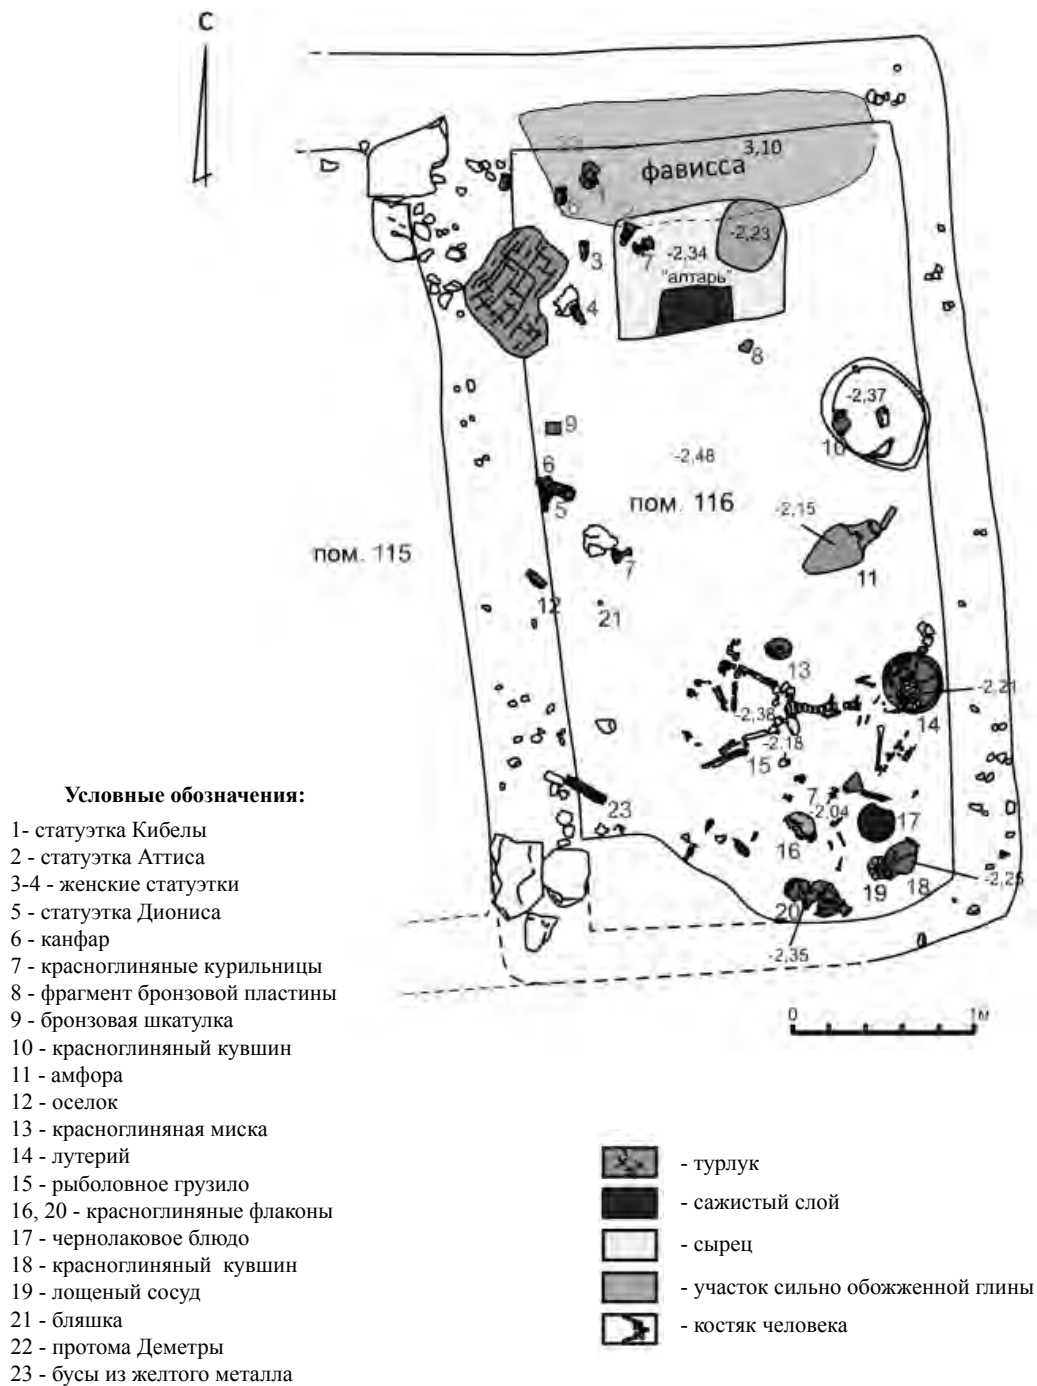 С
3,10
фависса
1
-2,23
7
-2,34
3
"алтарь"
4
8
-2,37
9
10
-2,48
6
пом. 116
-2,15
5
пом. 115
7
11
12
21
13
-2,21
-2,38
14
-2,18
15
7
-2,04
23
17
16
19
18
-2,25
20
-2,35
0
1м
Условные обозначения:
1- статуэтка Кибелы
2 - статуэтка Аттиса
3-4 - женские статуэтки
5 - статуэтка Диониса
6 - канфар
7 - красноглиняные курильницы
8 - фрагмент бронзовой пластины
9 - бронзовая шкатулка
10 - красноглиняный кувшин
11 - амфора
12 - оселок
13 - красноглиняная миска
14 - лутерий
15 - рыболовное грузило
16, 20 - красноглиняные флаконы
17 - чернолаковое блюдо
18 - красноглиняный кувшин
19 - лощеный сосуд
21 - бляшка
22 - протома Деметры
23 - бусы из желтого металла
- турлук
- сажистый слой
- сырец
- участок сильно обожженной глины
- костяк человека